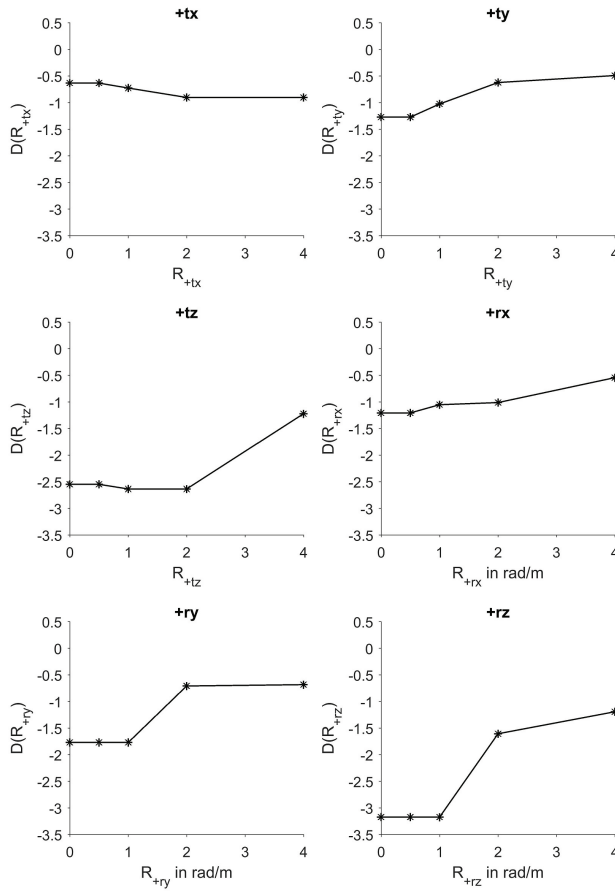 +tx
0.5
0
-0.5
-1
-1.5
-2
-2.5
-3
-3.5
D(R+tx)
0 1 2 3 4
R+tx
+ty
0.5
0
-0.5
-1
-1.5
-2
-2.5
-3
-3.5
D(R+ty)
0 1 2 3 4
R+ty
+tz
0.5
0
-0.5
-1
-1.5
-2
-2.5
-3
-3.5
D(R+tz)
0 1 2 3 4
R+tz
+rx
0.5
0
-0.5
-1
-1.5
-2
-2.5
-3
-3.5
D(R+rx)
0 1 2 3 4
R+rx in rad/m
+ry
0.5
0
-0.5
-1
-1.5
-2
-2.5
-3
-3.5
D(R+ry)
0 1 2 3 4
R+ry in rad/m
+rz
0.5
0
-0.5
-1
-1.5
-2
-2.5
-3
-3.5
D(R+rz)
0 1 2 3 4
R+rz in rad/m